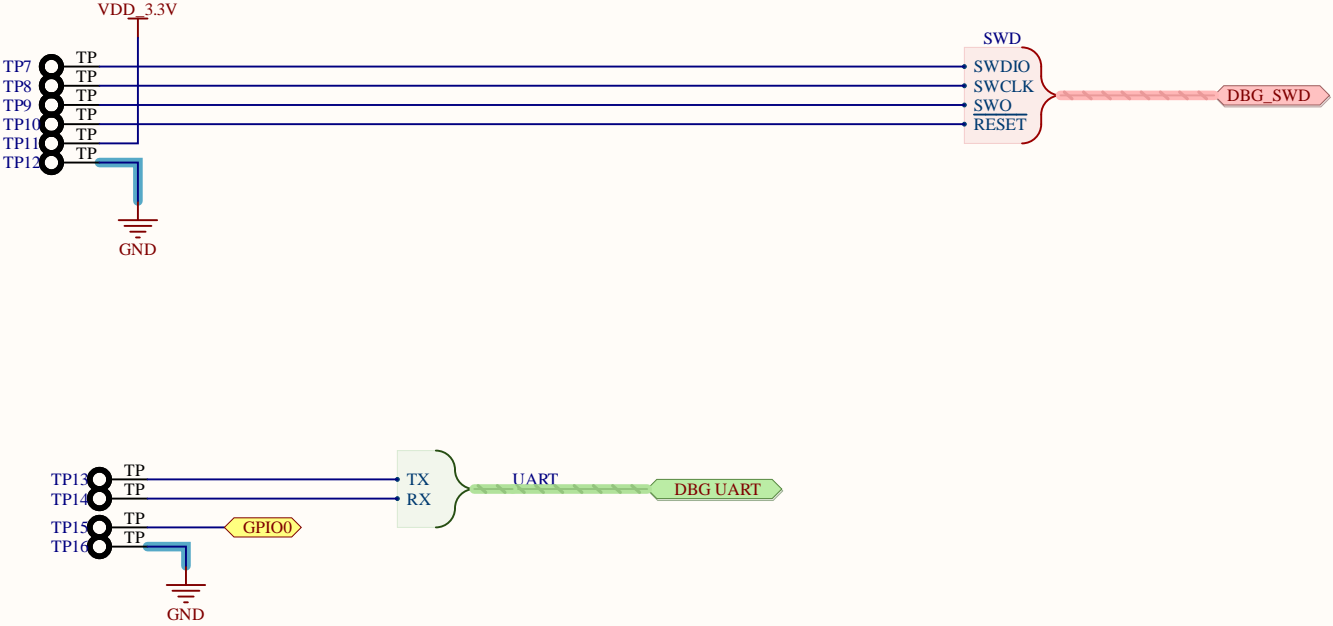 VDD_3.3V
SWD
TP7 TP SWDIO
TP8 TP SWCLK
DBG_SWD
TP9 TP SWO
TP10 TP RESET
TP11 TP
TP12 TP
GND
TP13 TP TX UART
DBG UART
TP14 TP RX
TP15 TP GPIO0
TP16 TP
GND